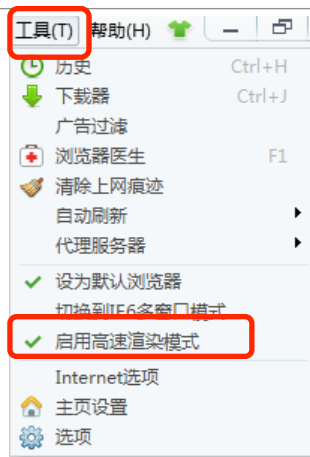 工具(T) 帮助(H)
历史 Ctrl+H
下载器 Ctrl+J
广告过滤
浏览器医生 F1
清除上网痕迹
自动刷新
代理服务器
设为默认浏览器
切换到IE6多窗口模式
启用高速渲染模式
Internet选项
主页设置
选项